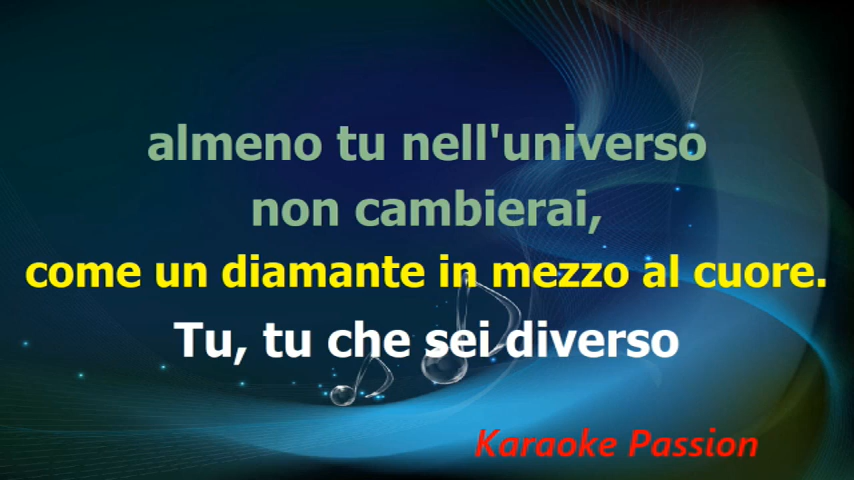 almeno tu nell'universo
non cambierai,
come un diamante in mezzo al cuore.
Tu, tu che sei diverso
Karaoke Passion